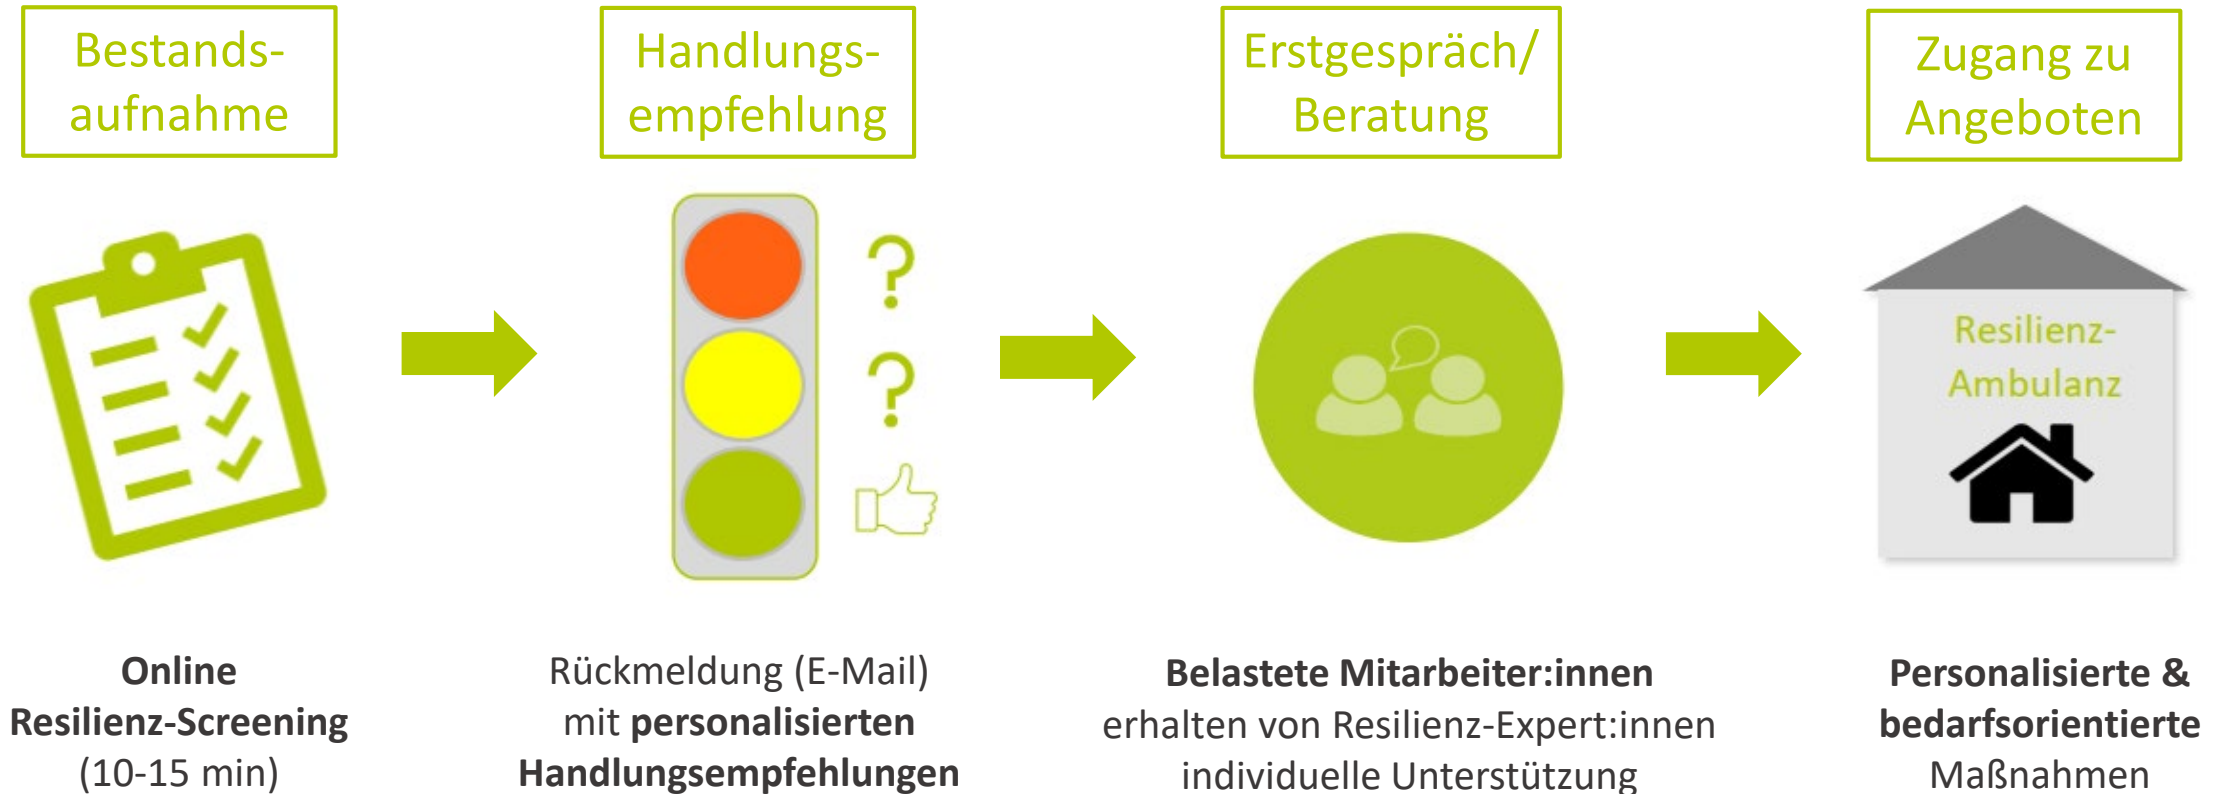 Bestands-
aufnahme
Handlungs-
empfehlung
Erstgespräch/
Beratung
Zugang zu
Angeboten
?
?
Resilienz-
Ambulanz
Online
Resilienz-Screening
(10-15 min)
Rückmeldung (E-Mail)
mit personalisierten
Handlungsempfehlungen
Belastete Mitarbeiter:innen
erhalten von Resilienz-Expert:innen
individuelle Unterstützung
Personalisierte &
bedarfsorientierte
Maßnahmen